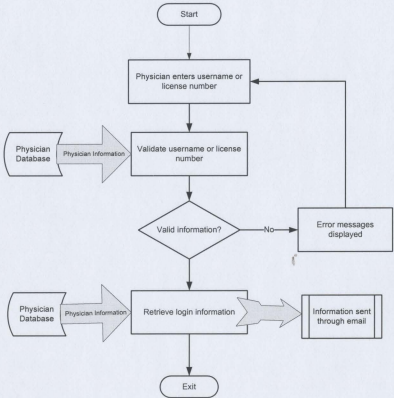 Start
Physician enters username or
license number
Physician
Database
Physician Information
Validate username or license
number
Valid information?
No
Error messages
displayed
Physician
Database
Physician Information
Retrieve login information
Information sent
through email
Exit